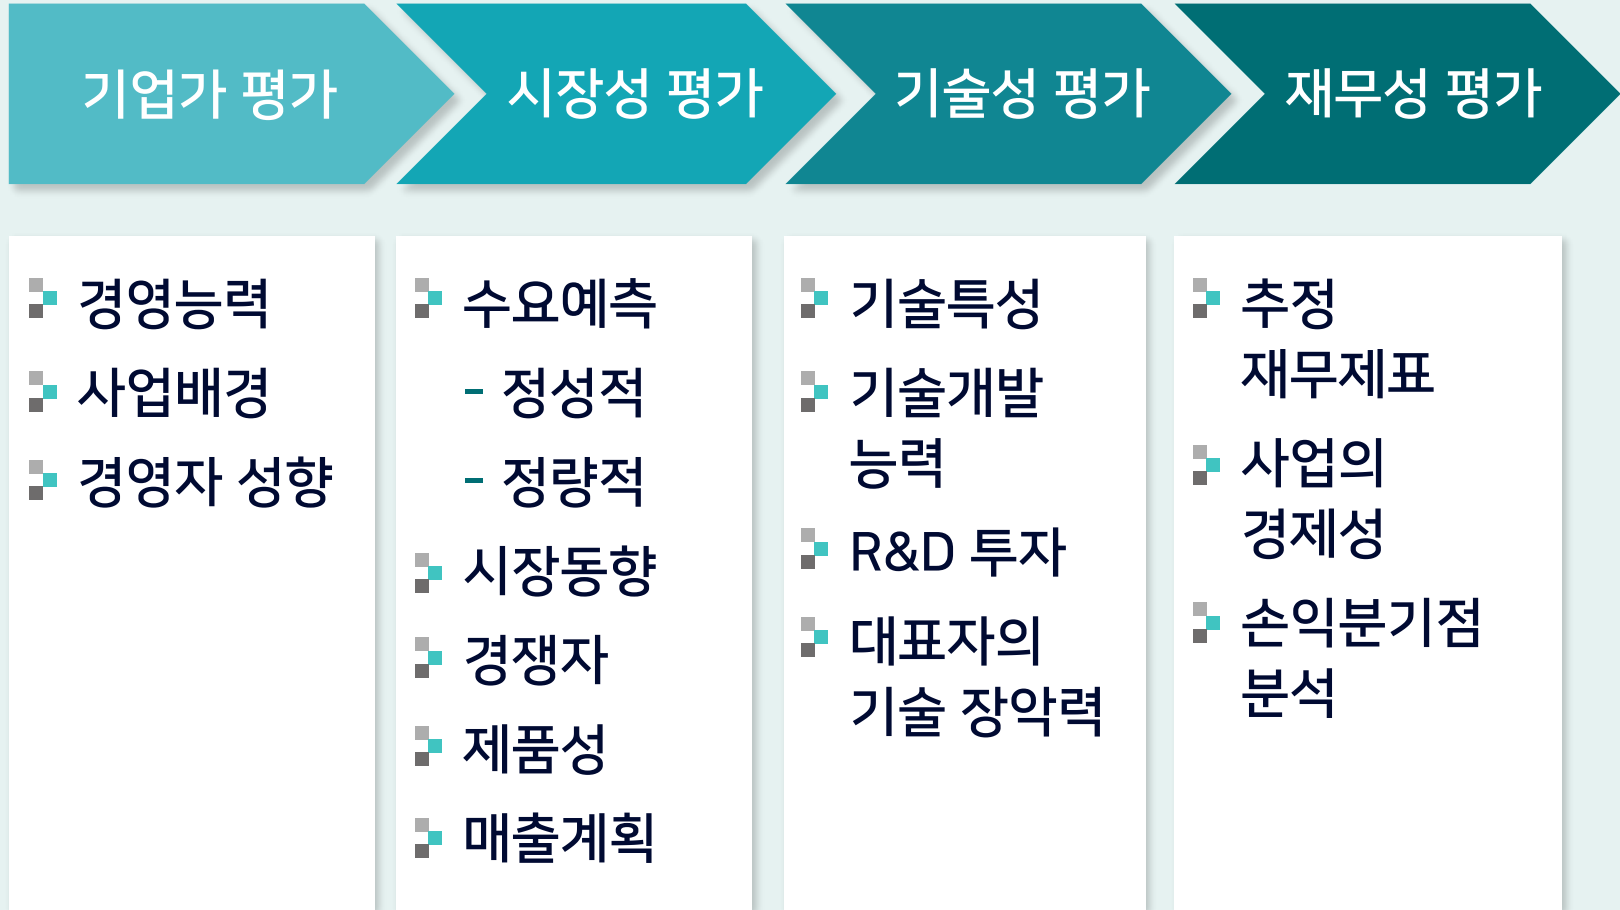 기업가 평가
시장성 평가
기술성 평가
재무성 평가
경영능력
사업배경
경영자 성향
수요예측
- 정성적
- 정량적
시장동향
경쟁자
제품성
매출계획
기술특성
기술개발
능력
R&D 투자
대표자의
기술 장악력
추정
재무제표
사업의
경제성
손익분기점
분석